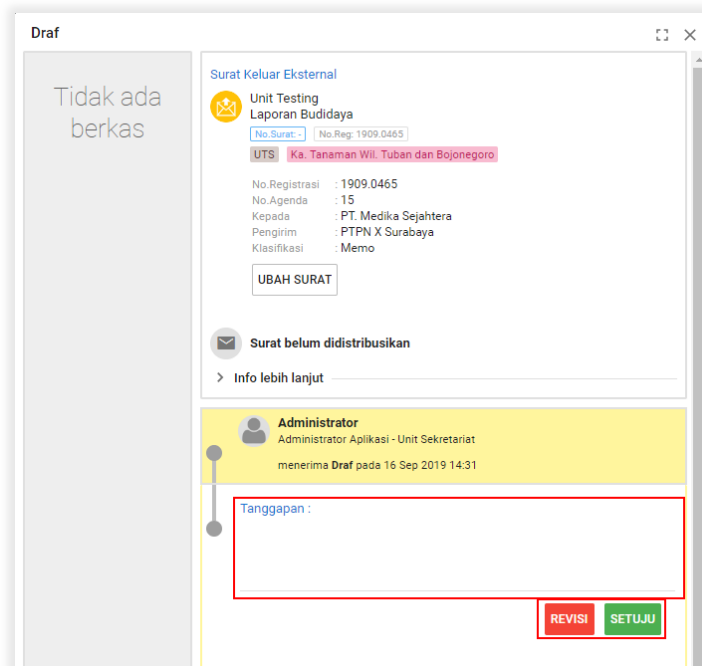 Draf
Tidak ada
berkas
Surat Keluar Eksternal
Unit Testing
Laporan Budidaya
No.Surat: - No.Reg: 1909.0465
UTS Ka. Tanaman Wil. Tuban dan Bojonegoro
No.Registrasi : 1909.0465
No.Agenda : 15
Kepada : PT. Medika Sejahtera
Pengirim : PTPN X Surabaya
Klasifikasi : Memo
UBAH SURAT
Surat belum didistribusikan
Info lebih lanjut
Administrator
Administrator Aplikasi - Unit Sekretariat
menerima Draf pada 16 Sep 2019 14:31
Tanggapan :
REVISI SETUJU